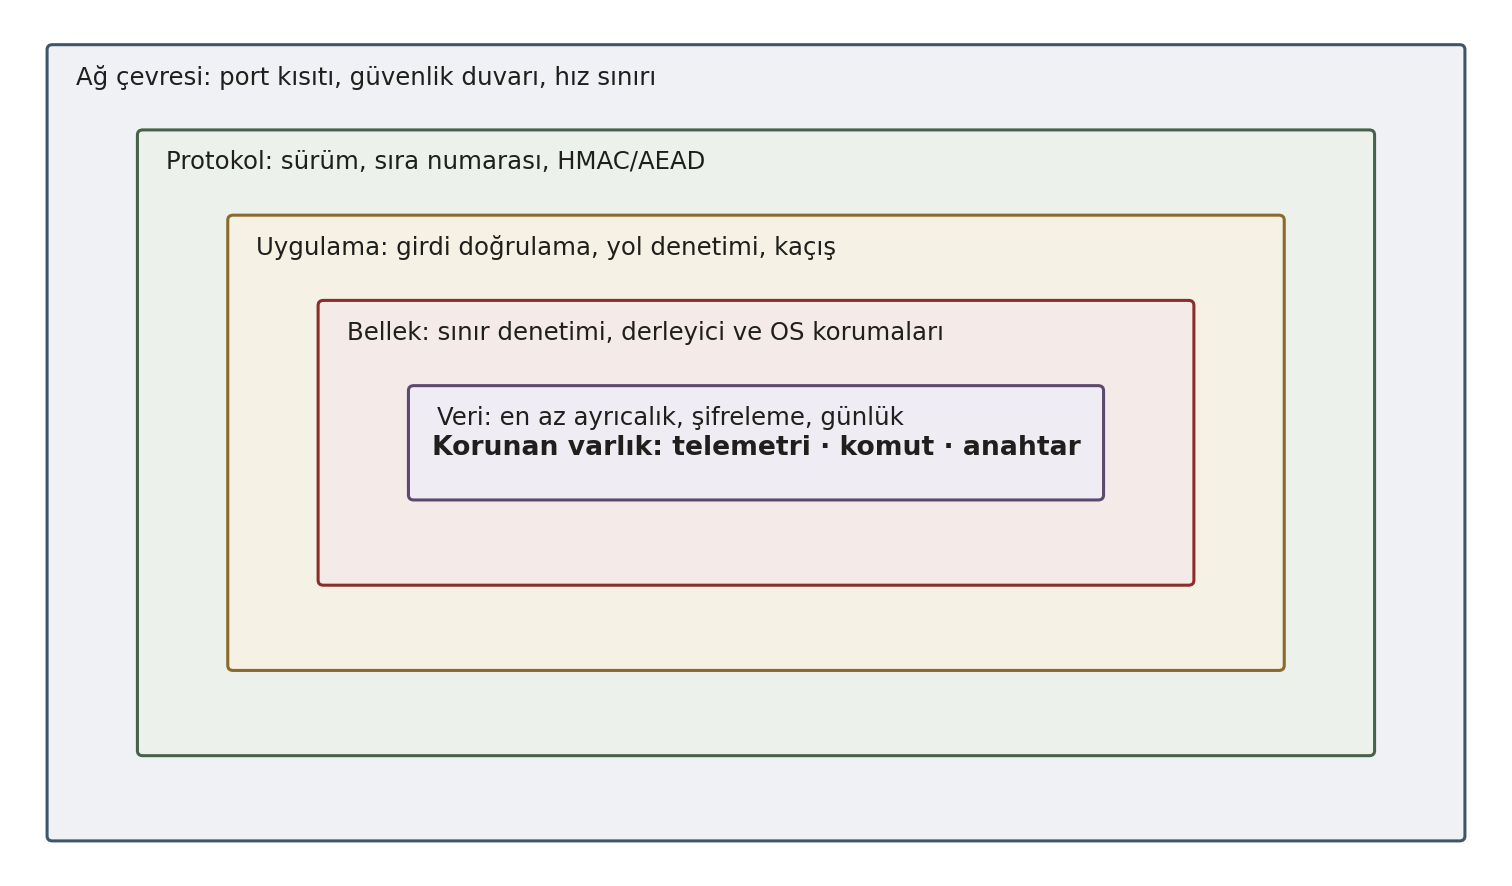 Ağ çevresi: port kısıtı, güvenlik duvarı, hız sınırı
Protokol: sürüm, sıra numarası, HMAC/AEAD
Uygulama: girdi doğrulama, yol denetimi, kaçış
Bellek: sınır denetimi, derleyici ve OS korumaları
Veri: en az ayrıcalık, şifreleme, günlük
Korunan varlık: telemetri · komut · anahtar